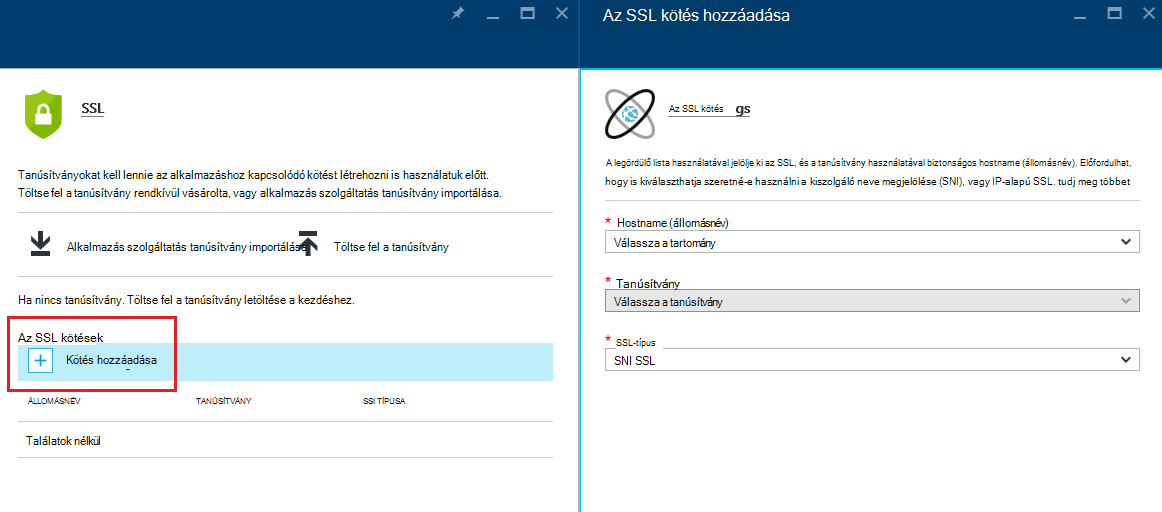 Az SSL kötés hozzáadása
SSL
Tanúsítványokat kell lennie az alkalmazáshoz kapcsolódó kötést létrehozni is használatuk előtt.
Töltse fel a tanúsítvány rendkívül vásárolta, vagy alkalmazás szolgáltatás tanúsítvány importálása.
Alkalmazás szolgáltatás tanúsítvány importálása
Töltse fel a tanúsítvány
Ha nincs tanúsítvány. Töltse fel a tanúsítvány letöltése a kezdéshez.
Az SSL kötések
Kötés hozzáadása
ÁLLOMÁSNÉV TANÚSÍTVÁNY SSI TÍPUSA
Találatok nélkül
Az SSL kötés gs
A legördülő lista használatával jelölje ki az SSL, és a tanúsítvány használatával biztonságos hostname (állomásnév). Előfordulhat,
hogy is kiválaszthatja szeretné-e használni a kiszolgáló neve megjelölése (SNI), vagy IP-alapú SSL. tudj meg többet
* Hostname (állomásnév)
Válassza a tartomány
* Tanúsítvány
Válassza a tanúsítvány
* SSL-típus
SNI SSL